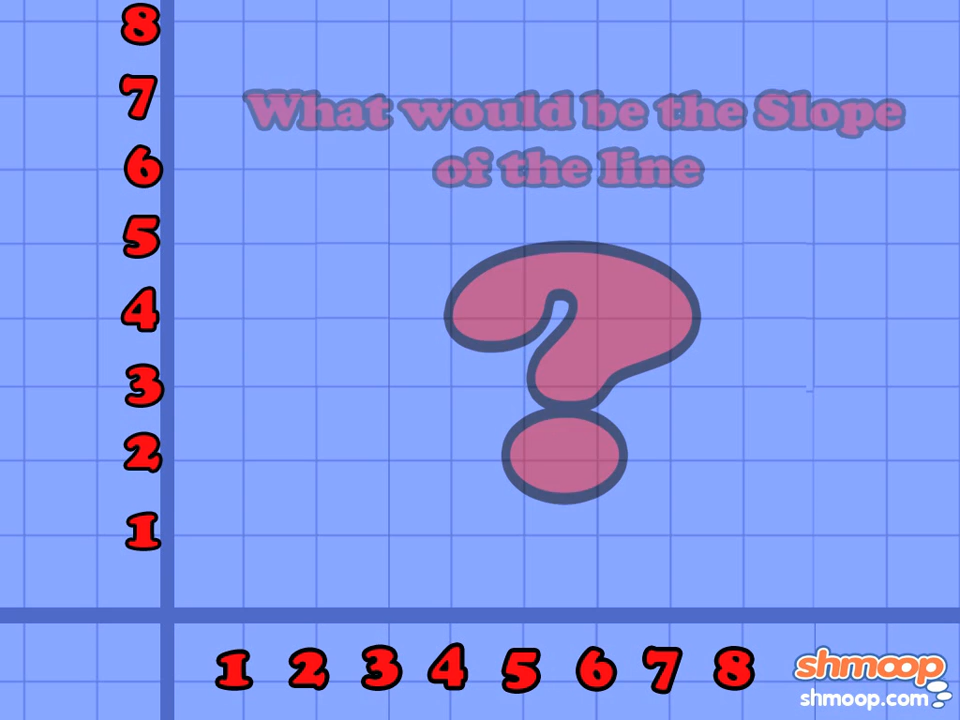 8
7
6
5
4
3
2
1
What would be the Slope
of the line
?
1 2 3 4 5 6 7 8
shmoop
shmoop.com